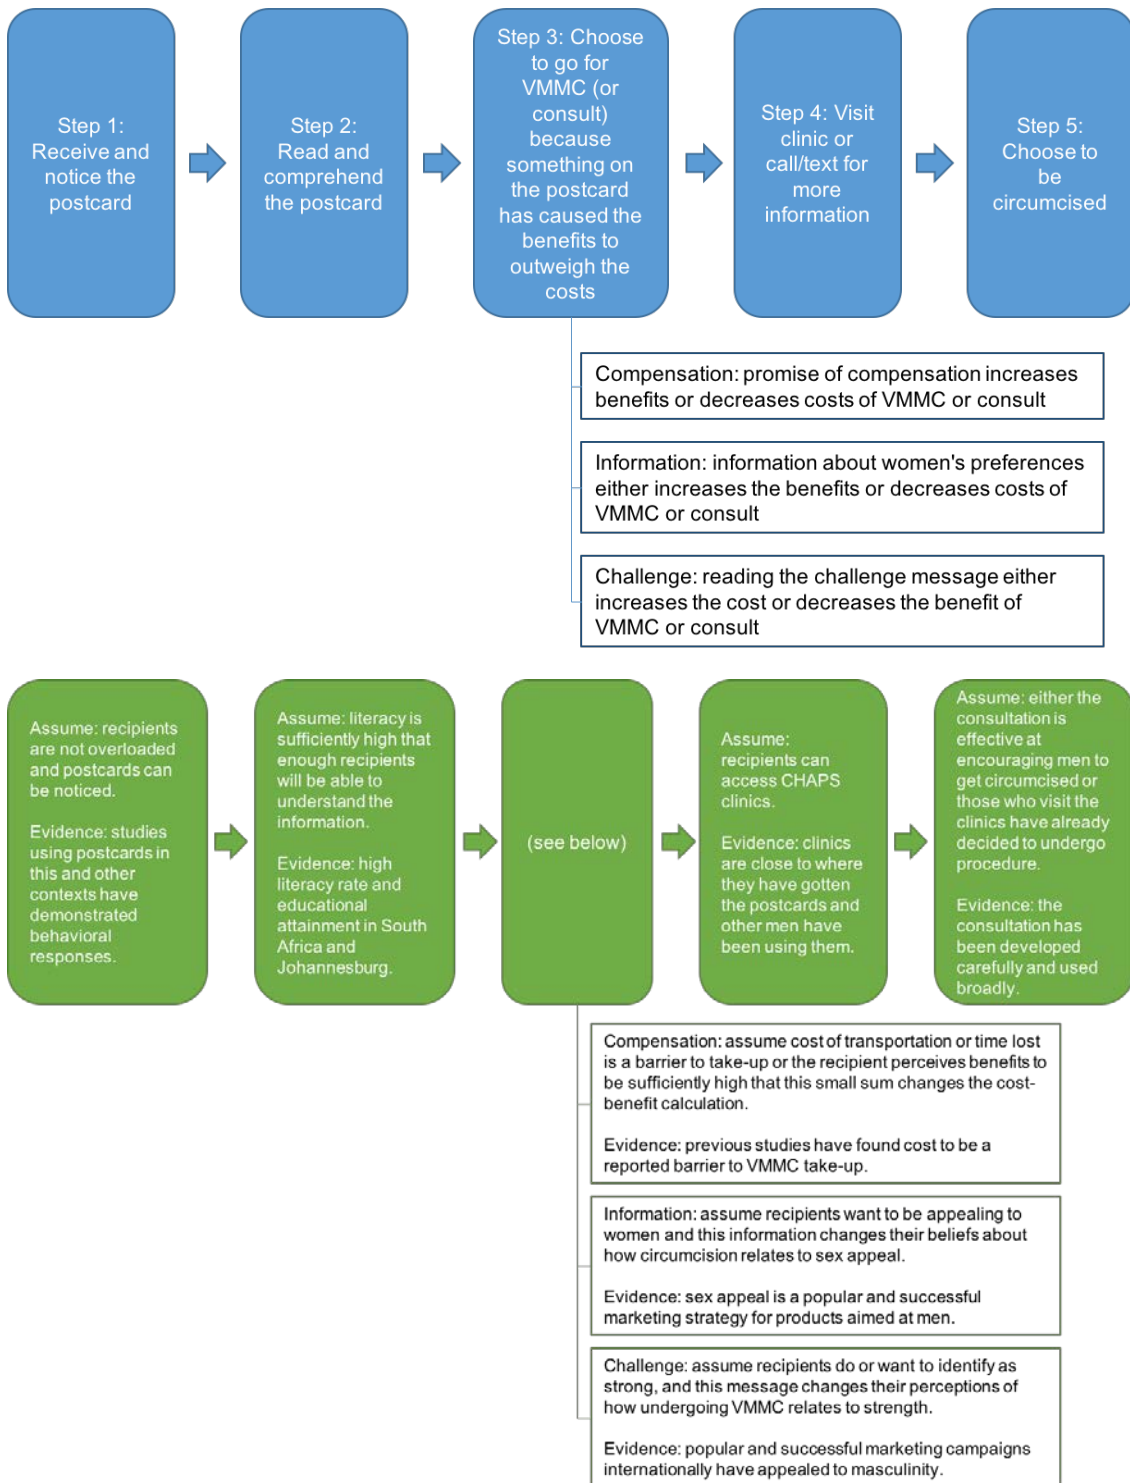 Step 1:
Receive and
notice the
postcard
Step 2:
Read and
comprehend
the postcard
Step 3: Choose
to go for
VMMC (or
consult)
because
something on
the postcard
has caused the
benefits to
outweigh the
costs
Step 4: Visit
clinic or
call/text for
more
information
Step 5:
Choose to
be
circumcised
Compensation: promise of compensation increases
benefits or decreases costs of VMMC or consult
Information: information about women's preferences
either increases the benefits or decreases costs of
VMMC or consult
Challenge: reading the challenge message either
increases the cost or decreases the benefit of
VMMC or consult
Assume: recipients
are not overloaded
and postcards can
be noticed.
Evidence: studies
using postcards in
this and other
contexts have
demonstrated
behavioral
responses.
Assume: literacy is
sufficiently high that
enough recipients
will be able to
understand the
information.
Evidence: high
literacy rate and
educational
attainment in South
Africa and
Johannesburg.
(see below)
Assume:
recipients can
access CHAPS
clinics.
Evidence: clinics
are close to where
they have gotten
the postcards and
other men have
been using them.
Assume: either the
consultation is
effective at
encouraging men to
get circumcised or
those who visit the
clinics have already
decided to undergo
procedure.
Evidence: the
consultation has
been developed
carefully and used
broadly.
Compensation: assume cost of transportation or time lost
is a barrier to take-up or the recipient perceives benefits to
be sufficiently high that this small sum changes the cost-
benefit calculation.
Evidence: previous studies have found cost to be a
reported barrier to VMMC take-up.
Information: assume recipients want to be appealing to
women and this information changes their beliefs about
how circumcision relates to sex appeal.
Evidence: sex appeal is a popular and successful
marketing strategy for products aimed at men.
Challenge: assume recipients do or want to identify as
strong, and this message changes their perceptions of
how undergoing VMMC relates to strength.
Evidence: popular and successful marketing campaigns
internationally have appealed to masculinity.